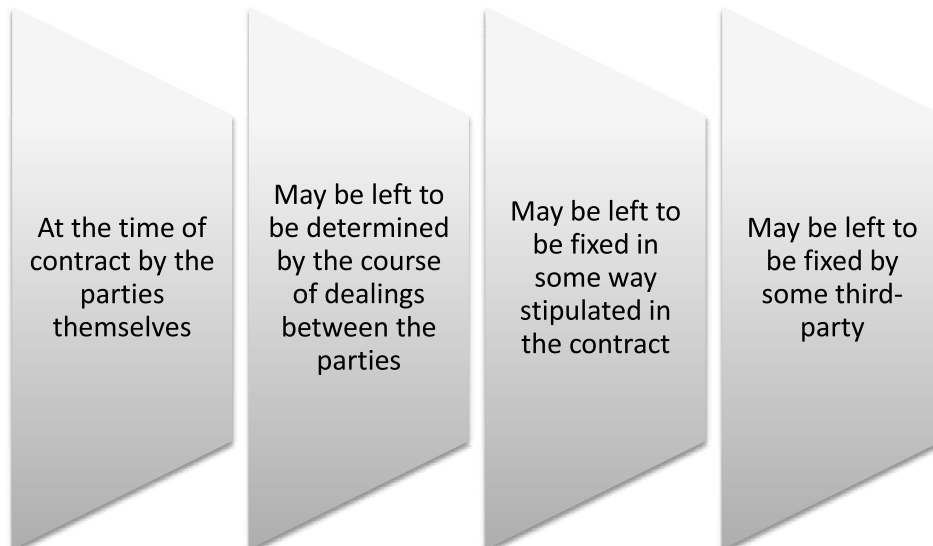 At the time of
contract by the
parties
themselves
May be left to
be determined
by the course
of dealings
between the
parties
May be left to
be fixed in
some way
stipulated in
the contract
May be left to
be fixed by
some third-
party